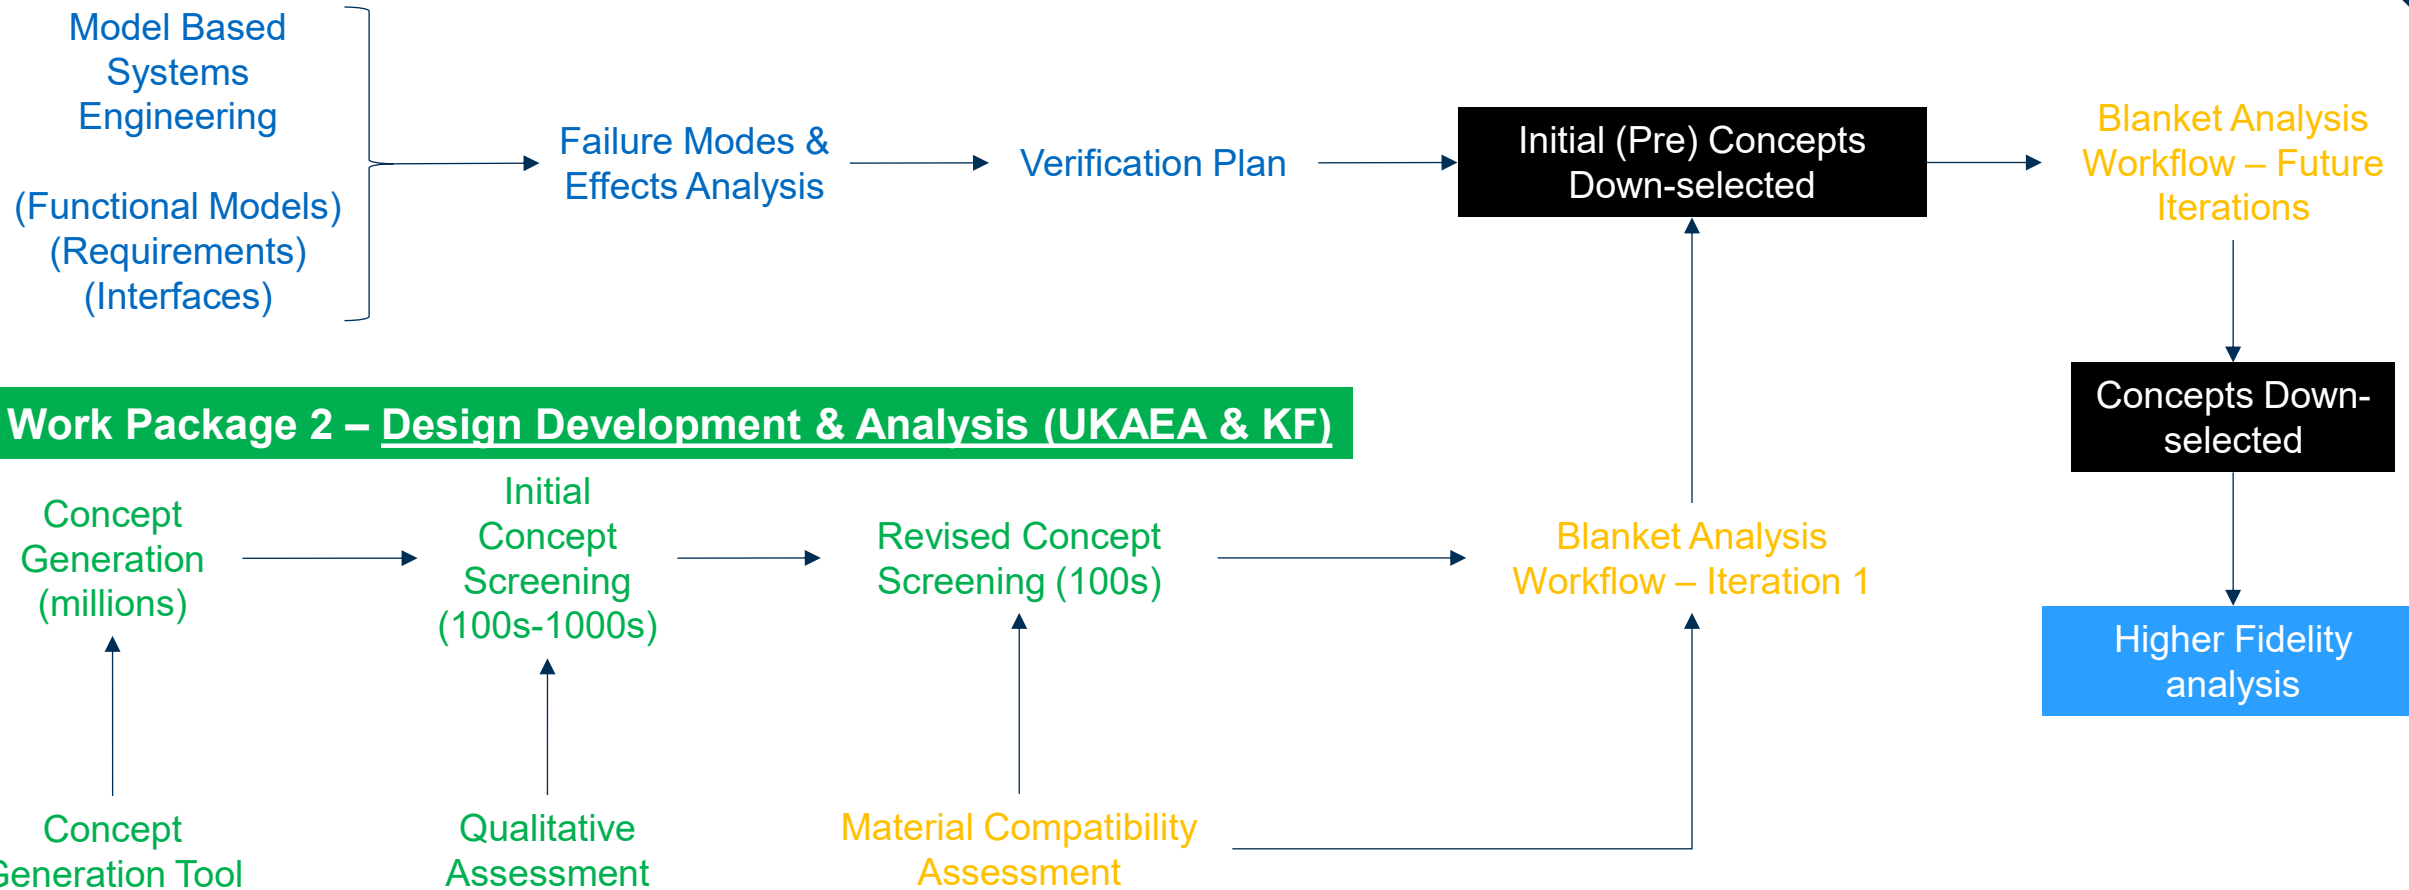 Model Based
Systems
Engineering
(Functional Models)
(Requirements)
(Interfaces)
Failure Modes &
Effects Analysis
Verification Plan
Initial (Pre) Concepts
Down-selected
Blanket Analysis
Workflow – Future
Iterations
Concepts Down-
selected
Higher Fidelity
analysis
Work Package 2 – Design Development & Analysis (UKAEA & KF)
Concept
Generation
(millions)
Initial
Concept
Screening
(100s-1000s)
Revised Concept
Screening (100s)
Blanket Analysis
Workflow – Iteration 1
Concept
Generation Tool
Qualitative
Assessment
Material Compatibility
Assessment